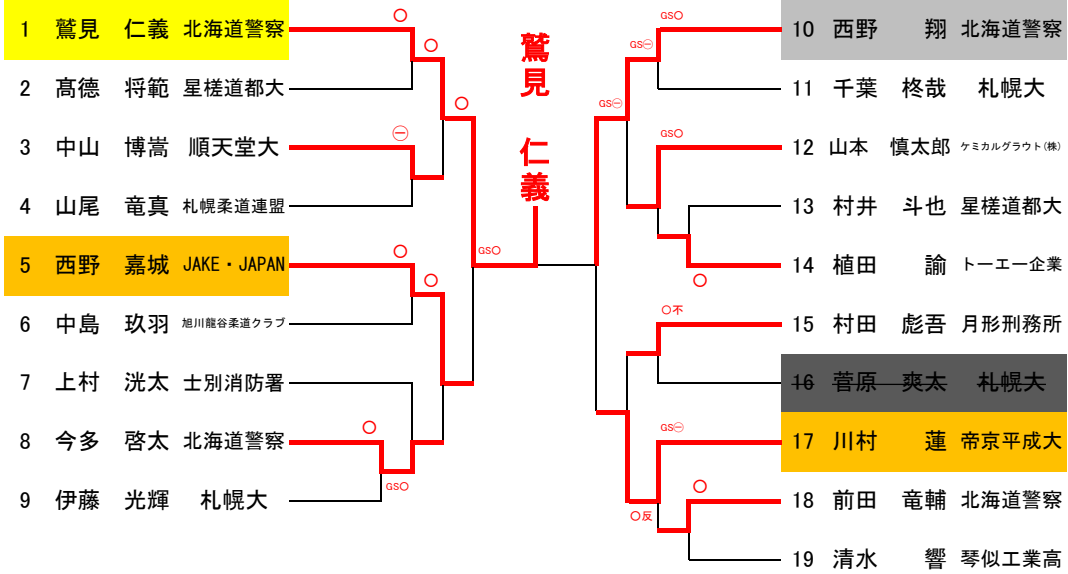 1 鷲見 仁義 北海道警察
2 髙德 将範 星槎道都大
3 中山 博嵩 順天堂大
4 山尾 竜真 札幌柔道連盟
5 西野 嘉城 JAKE・JAPAN
6 中島 玖羽 旭川龍谷柔道クラブ
7 上村 洸太 士別消防署
8 今多 啓太 北海道警察
9 伊藤 光輝 札幌大
〇
〇
〇
㊀
〇
〇
〇
GS〇
GS〇
鷲見 仁義
GS〇
GS㊀
GS㊀
GS〇
〇
〇不
GS㊀
〇
〇反
10 西野 翔 北海道警察
11 千葉 柊哉 札幌大
12 山本 慎太郎 ケミカルグラウト(株)
13 村井 斗也 星槎道都大
14 植田 諭 トーエー企業
15 村田 彪吾 月形刑務所
16 菅原 爽太 札幌大
17 川村 蓮 帝京平成大
18 前田 竜輔 北海道警察
19 清水 響 琴似工業高